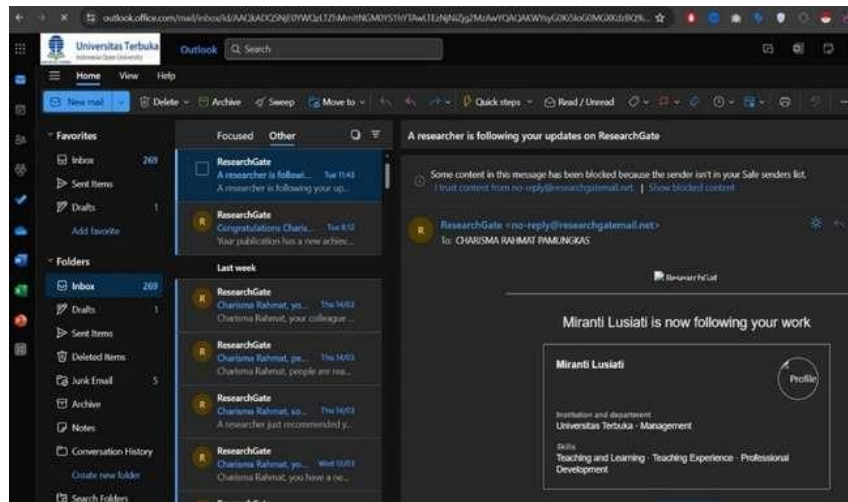 Universitas Terbuka
Indonesia Open University
Outlook
Search
Home View Help
New mail
Delete
Archive
Sweep
Move to
Quick steps
Read / Unread
Favorites
Inbox 269
Sent Items
Drafts 1
Add favorite
Folders
Inbox 269
Drafts 1
Sent Items
Deleted Items
Junk Email 5
Archive
Notes
Conversation History
Create new folder
Search Folders
Focused Other
ResearchGate
A researcher is followi... Tue 11:43
A researcher is following your up...
R
ResearchGate
Congratulations Charis... Tue 8:12
Your publication has a new achiev...
Last week
R
ResearchGate
Charisma Rahmat, yo... Thu 14/03
Charisma Rahmat, your colleague ...
R
ResearchGate
Charisma Rahmat, pe... Thu 14/03
Charisma Rahmat, people are rea...
R
ResearchGate
Charisma Rahmat, so... Thu 14/03
A researcher just recommended y...
R
ResearchGate
Charisma Rahmat, yo... Wed 13/03
Charisma Rahmat, you have a ne...
A researcher is following your updates on ResearchGate
Some content in this message has been blocked because the sender isn't in your Safe senders list.
I trust content from no-reply@researchgatemail.net. | Show blocked content
R
ResearchGate <no-reply@researchgatemail.net>
To: CHARISMA RAHMAT PAMUNGKAS
ResearchGat
Miranti Lusiati is now following your work
Miranti Lusiati
Profile
Institution and department
Universitas Terbuka · Management
Skills
Teaching and Learning · Teaching Experience · Professional
Development